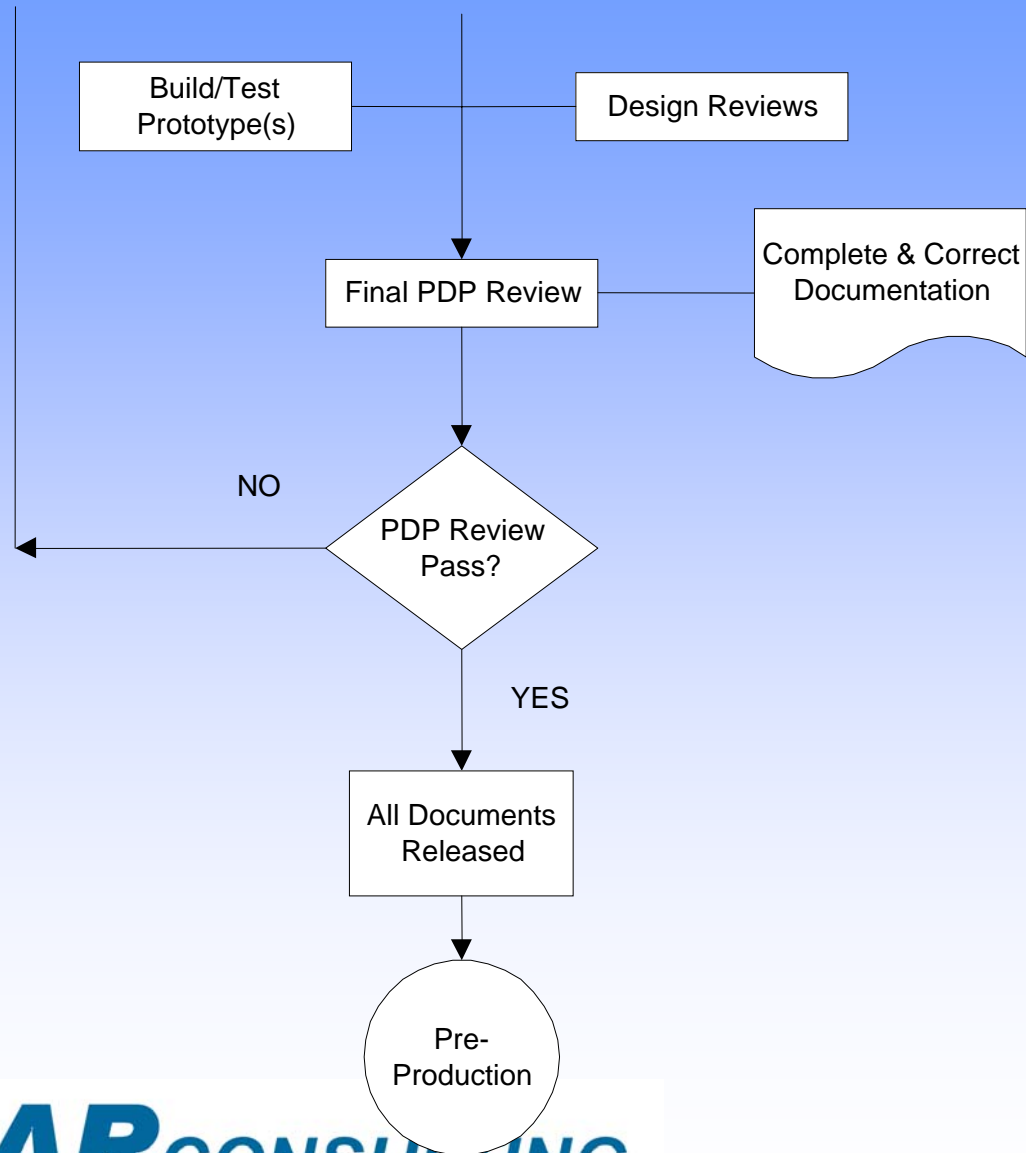 Build/Test
Prototype(s)
Design Reviews
Complete & Correct
Documentation
Final PDP Review
NO
PDP Review
Pass?
YES
All Documents
Released
Pre-
Production